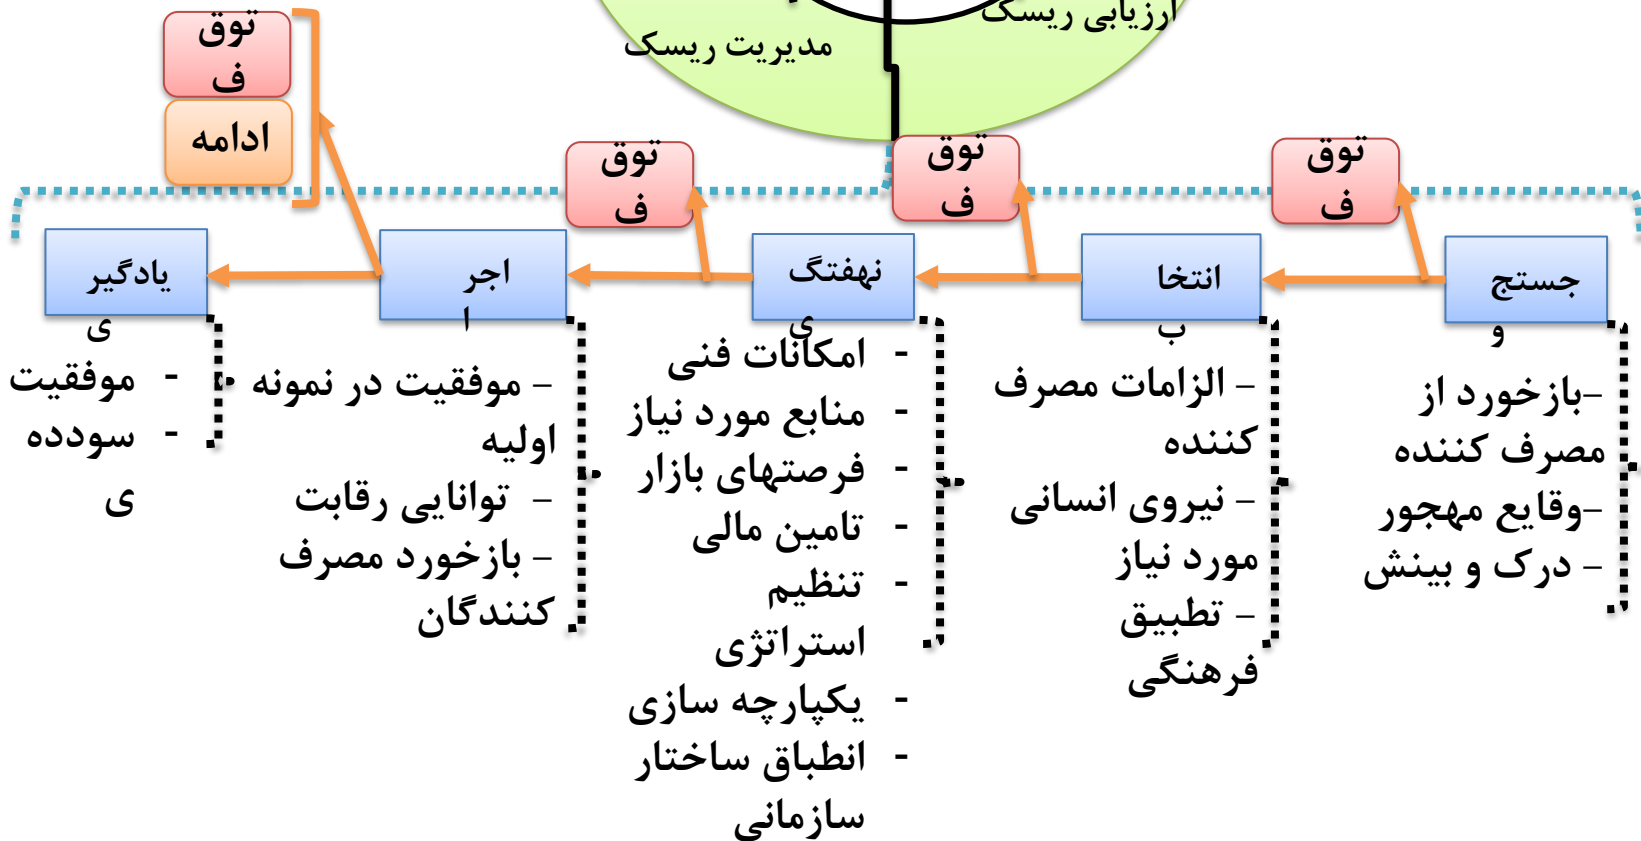 ارزیابی ریسک
مدیریت ریسک
توق
ف
ادامه
توق
ف
توق
ف
توق
ف
جستج
و
انتخا
ب
نهفتگ
ی
اجر
ا
یادگیر
ی
–بازخورد از
مصرف کننده
–وقایع مهجور
– درک و بینش
– الزامات مصرف
کننده
– نیروی انسانی
مورد نیاز
– تطبیق
فرهنگی
- امکانات فنی
- منابع مورد نیاز
- فرصتهای بازار
- تامین مالی
- تنظیم
استراتژی
- یکپارچه سازی
- انطباق ساختار
سازمانی
– موفقیت در نمونه
اولیه
– توانایی رقابت
– بازخورد مصرف
کنندگان
- موفقیت
- سودده
ی